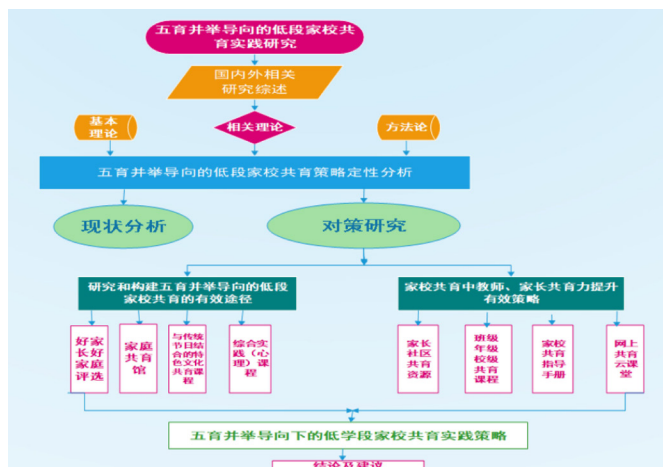 五育并举导向的低段家校共
育实践研究
国内外相关
研究综述
基本
理论
相关理论
方法论
五育并举导向的低段家校共育策略定性分析
现状分析
对策研究
研究和构建五育并举导向的低段
家校共育的有效途径
家校共育中教师、家长共育力提升
有效策略
好家
长好
家庭
评选
家庭
共育
馆
与传统
节日结
合的特
色文化
共育课
程
综合实
践（心
理）课
程
家长
社区
共育
资源
班级
年级
校级
共育
课程
家校
共育
指导
手册
网上
共育
云课
堂
五育并举导向下的低学段家校共育实践策略
结论及建议